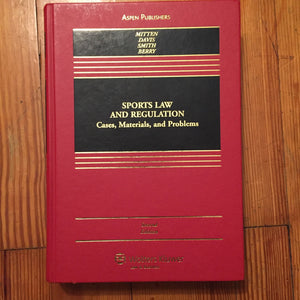 ASPEN PUBLISHERS
MITTEN
DAVIS
SMITH
BERRY
SPORTS LAW
AND REGULATION
Cases, Materials, and Problems